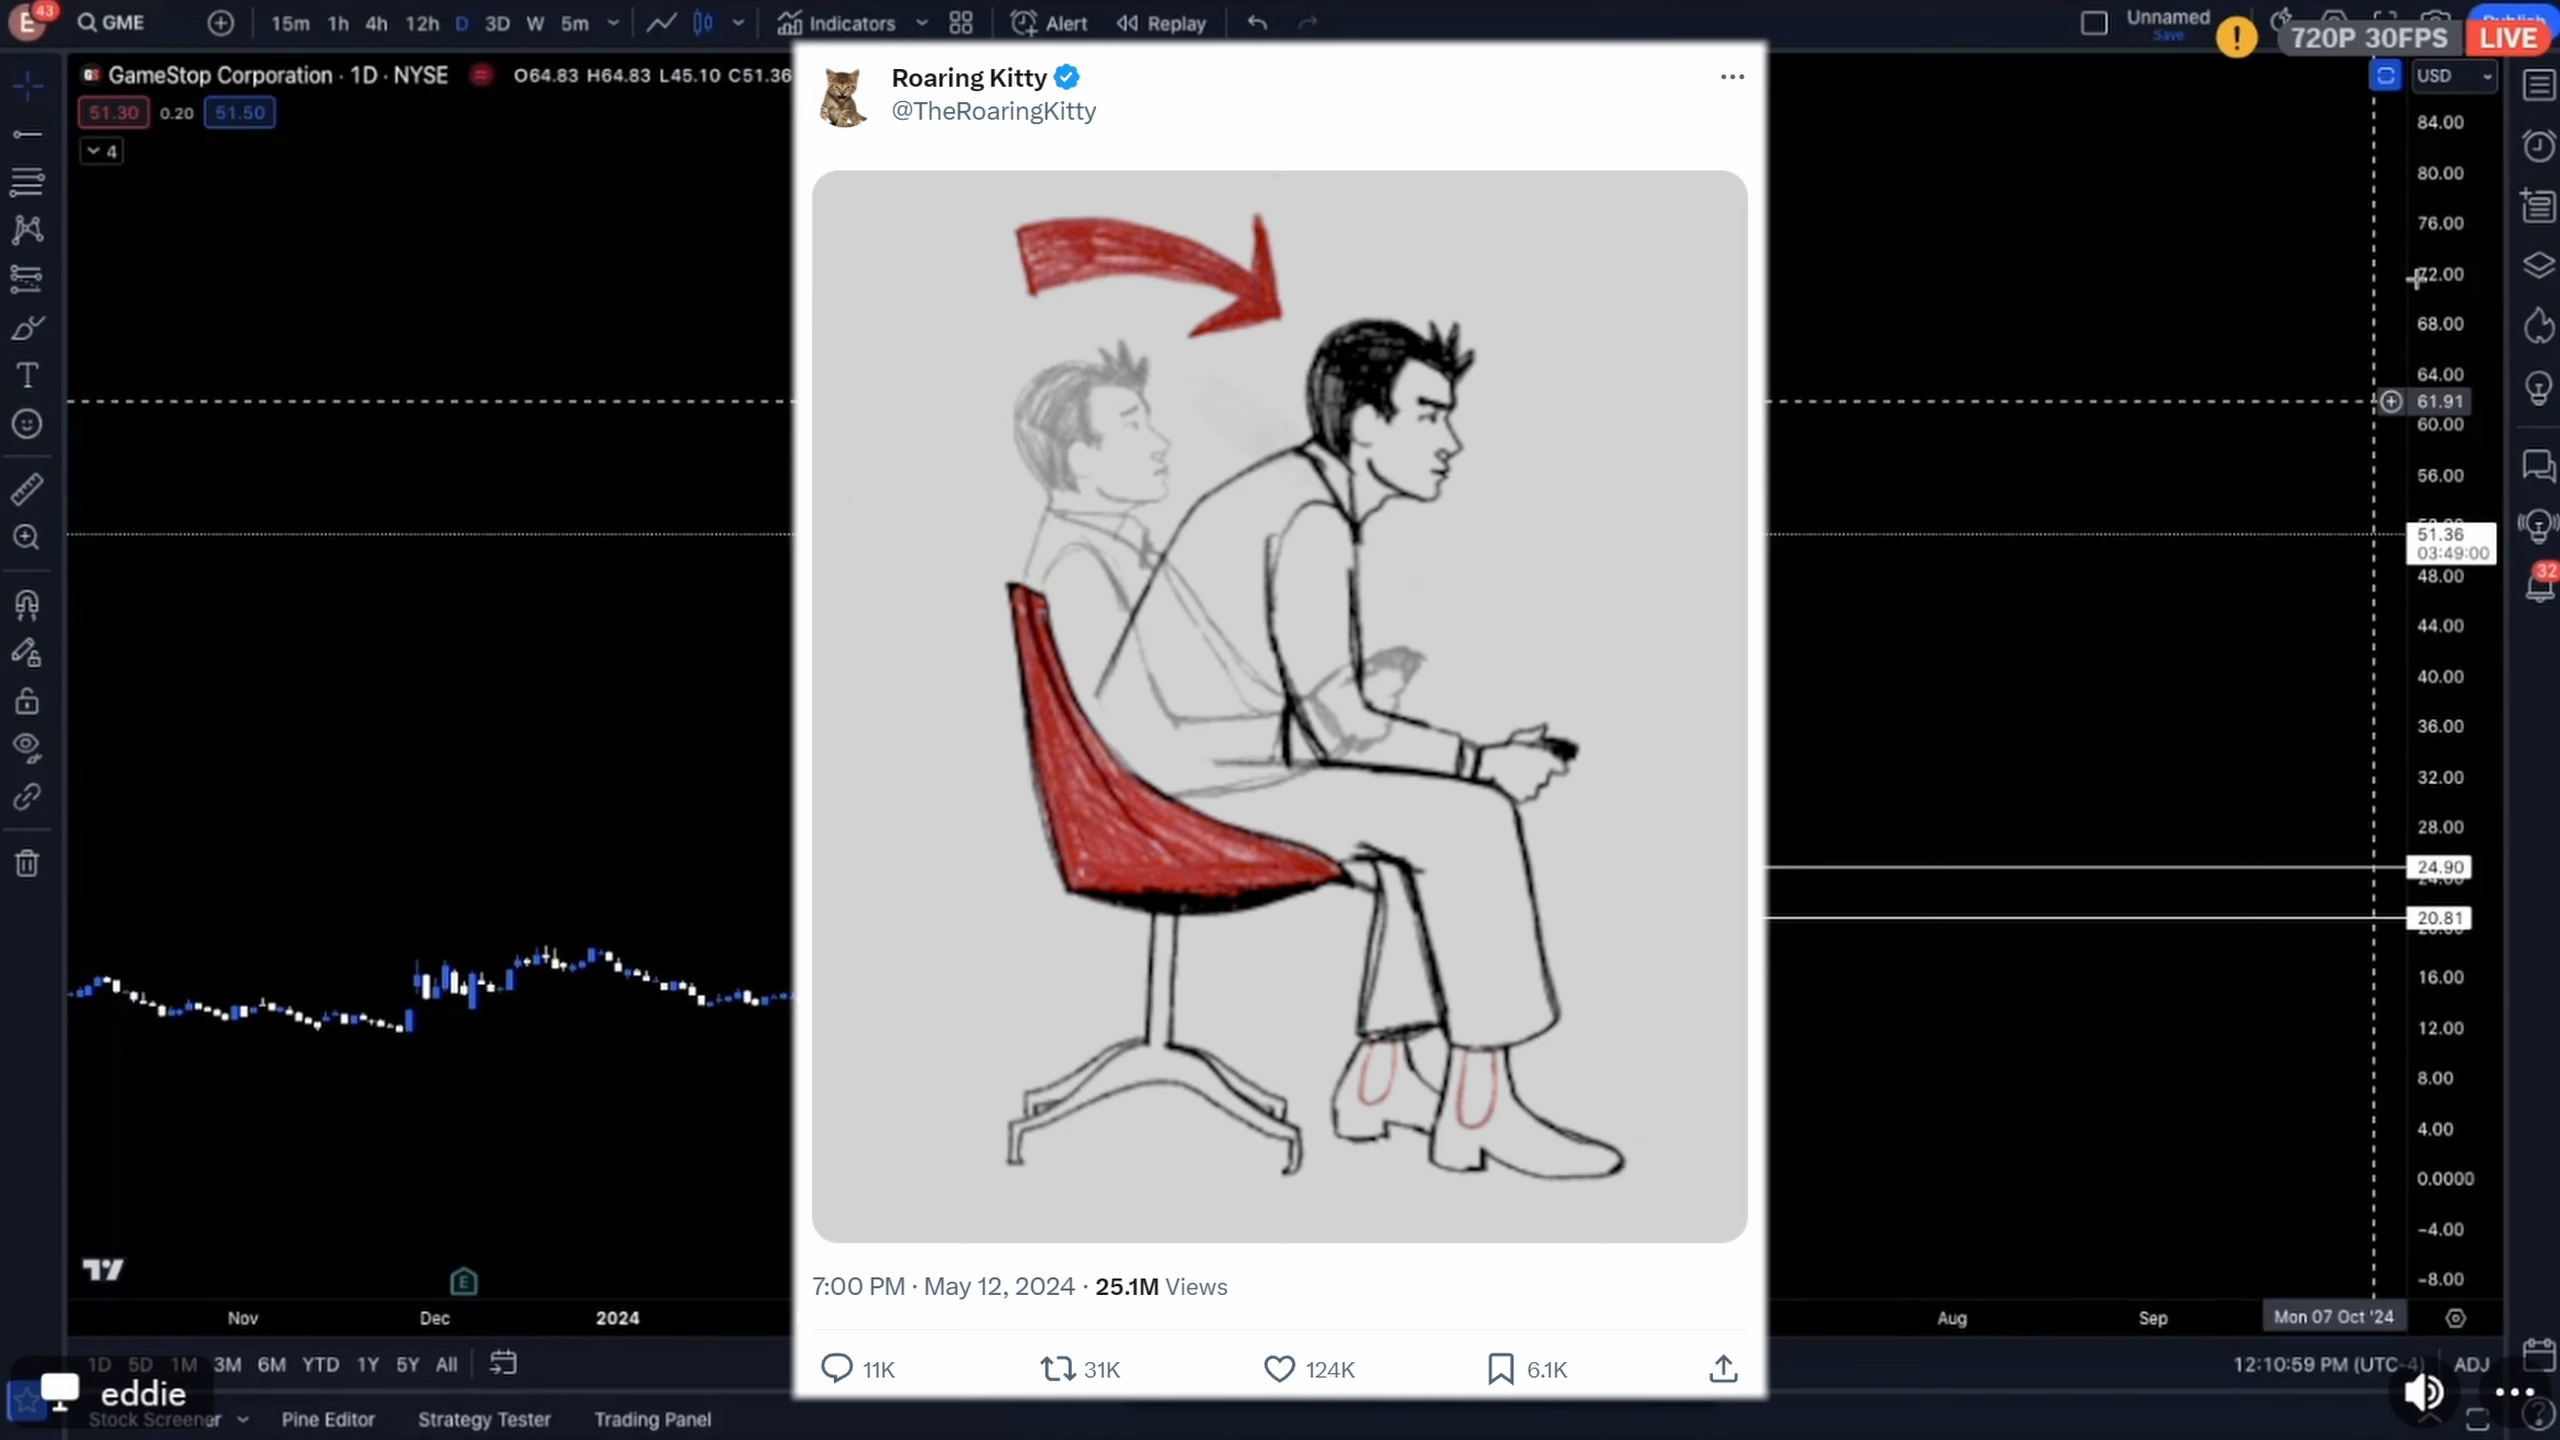 43
GME
15m 1h 4h 12h D 3D W 5m
Indicators
Alert
Replay
Unnamed
Save
720P 30FPS
LIVE
GameStop Corporation · 1D · NYSE
O64.83 H64.83 L45.10 C51.36
USD
51.30 0.20 51.50
4
Roaring Kitty
@TheRoaringKitty
84.00
80.00
76.00
72.00
68.00
64.00
61.91
60.00
56.00
51.36
03:49:00
48.00
44.00
40.00
36.00
32.00
28.00
24.90
20.81
16.00
12.00
8.00
4.00
0.0000
−4.00
−8.00
32
E
7:00 PM · May 12, 2024 · 25.1M Views
11K 31K 124K 6.1K
Nov Dec 2024 Aug Sep Mon 07 Oct '24
1D 5D 1M 3M 6M YTD 1Y 5Y All
12:10:59 PM (UTC-4) ADJ
eddie
Stock Screener Pine Editor Strategy Tester Trading Panel